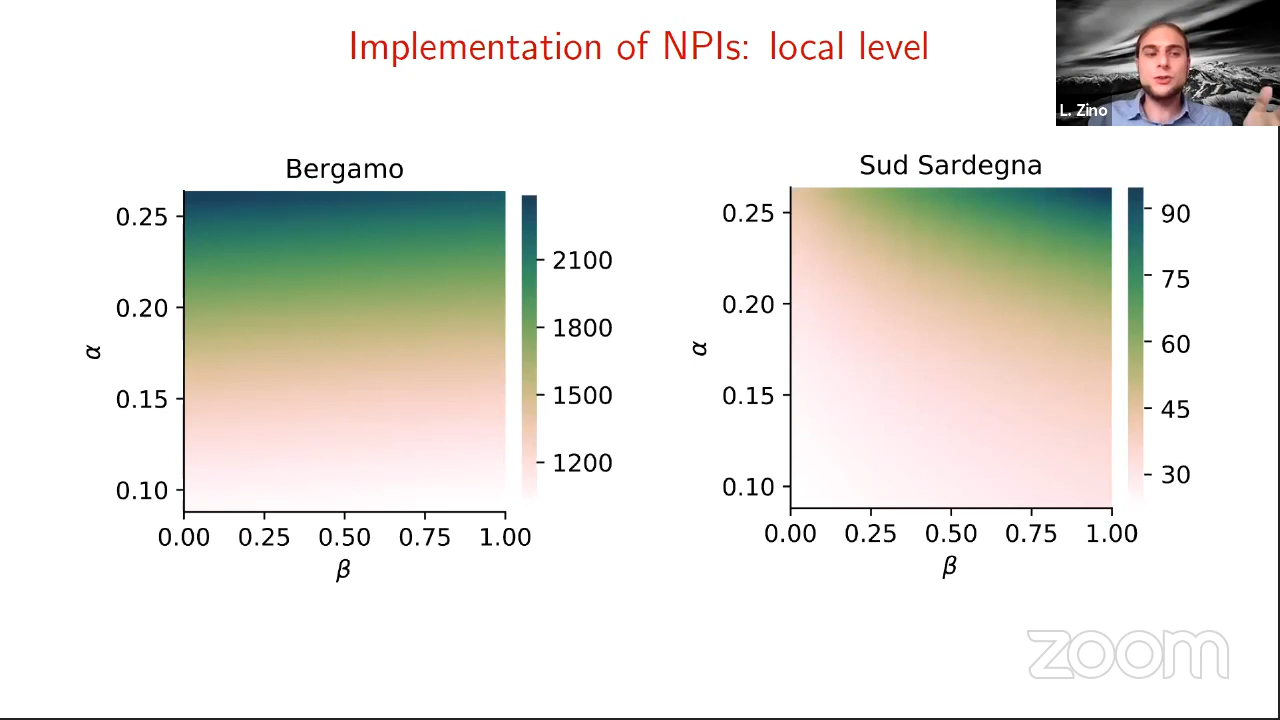 Implementation of NPIs: local level
L. Zino
Bergamo
0.25
0.20
0.15
0.10
α
0.00 0.25 0.50 0.75 1.00
β
2100
1800
1500
1200
Sud Sardegna
0.25
0.20
0.15
0.10
α
0.00 0.25 0.50 0.75 1.00
β
90
75
60
45
30
zoom